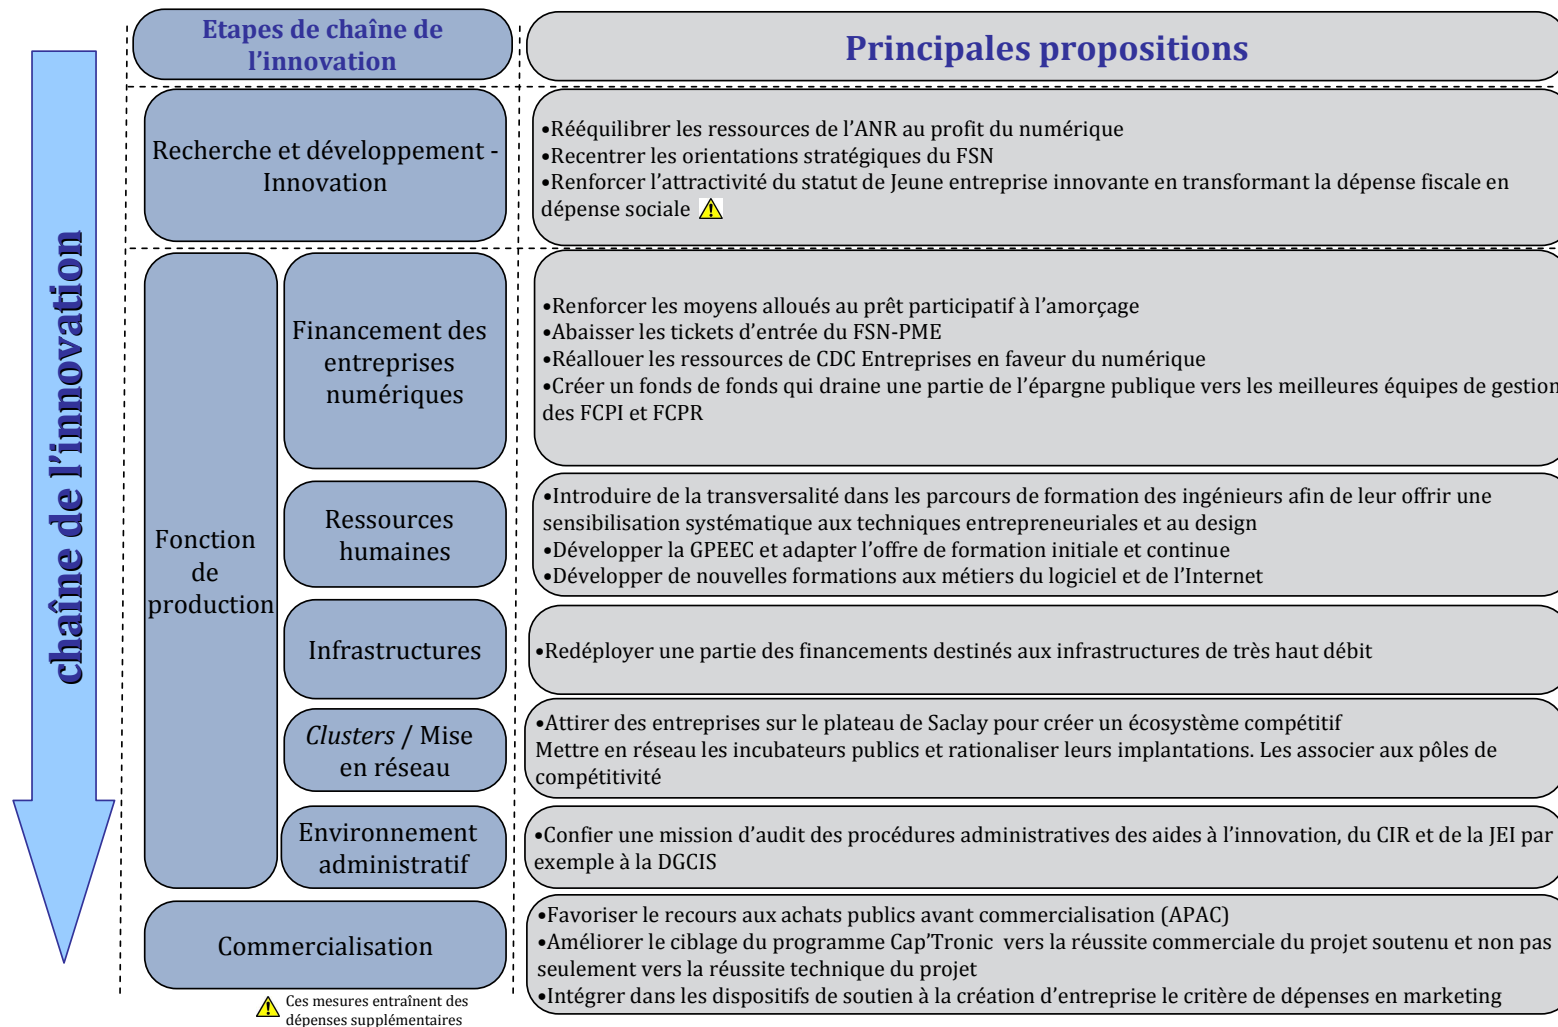 Etapes de chaîne de
l'innovation
Principales propositions
chaîne de l'innovation
Recherche et développement -
Innovation
•Rééquilibrer les ressources de l'ANR au profit du numérique
•Recentrer les orientations stratégiques du FSN
•Renforcer l'attractivité du statut de Jeune entreprise innovante en transformant la dépense fiscale en
dépense sociale
Fonction
de
production
Financement des
entreprises
numériques
•Renforcer les moyens alloués au prêt participatif à l'amorçage
•Abaisser les tickets d'entrée du FSN-PME
•Réallouer les ressources de CDC Entreprises en faveur du numérique
•Créer un fonds de fonds qui draine une partie de l'épargne publique vers les meilleures équipes de gestion
des FCPI et FCPR
Ressources
humaines
•Introduire de la transversalité dans les parcours de formation des ingénieurs afin de leur offrir une
sensibilisation systématique aux techniques entrepreneuriales et au design
•Développer la GPEEC et adapter l'offre de formation initiale et continue
•Développer de nouvelles formations aux métiers du logiciel et de l'Internet
Infrastructures
•Redéployer une partie des financements destinés aux infrastructures de très haut débit
Clusters / Mise
en réseau
•Attirer des entreprises sur le plateau de Saclay pour créer un écosystème compétitif
Mettre en réseau les incubateurs publics et rationaliser leurs implantations. Les associer aux pôles de
compétitivité
Environnement
administratif
•Confier une mission d'audit des procédures administratives des aides à l'innovation, du CIR et de la JEI par
exemple à la DGCIS
Commercialisation
•Favoriser le recours aux achats publics avant commercialisation (APAC)
•Améliorer le ciblage du programme Cap'Tronic vers la réussite commerciale du projet soutenu et non pas
seulement vers la réussite technique du projet
•Intégrer dans les dispositifs de soutien à la création d'entreprise le critère de dépenses en marketing
Ces mesures entraînent des
dépenses supplémentaires